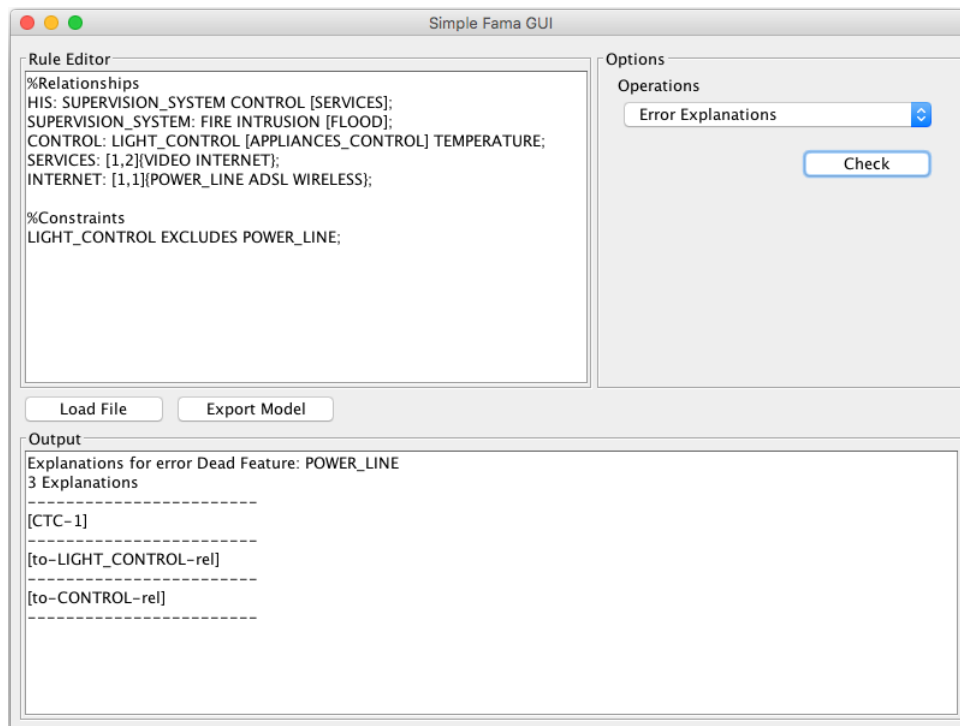 Simple Fama GUI
Rule Editor
%Relationships
HIS: SUPERVISION_SYSTEM CONTROL [SERVICES];
SUPERVISION_SYSTEM: FIRE INTRUSION [FLOOD];
CONTROL: LIGHT_CONTROL [APPLIANCES_CONTROL] TEMPERATURE;
SERVICES: [1,2]{VIDEO INTERNET};
INTERNET: [1,1]{POWER_LINE ADSL WIRELESS};
%Constraints
LIGHT_CONTROL EXCLUDES POWER_LINE;
Options
Operations
Error Explanations
Check
Load File
Export Model
Output
Explanations for error Dead Feature: POWER_LINE
3 Explanations
------------------------
[CTC-1]
------------------------
[to-LIGHT_CONTROL-rel]
------------------------
[to-CONTROL-rel]
------------------------